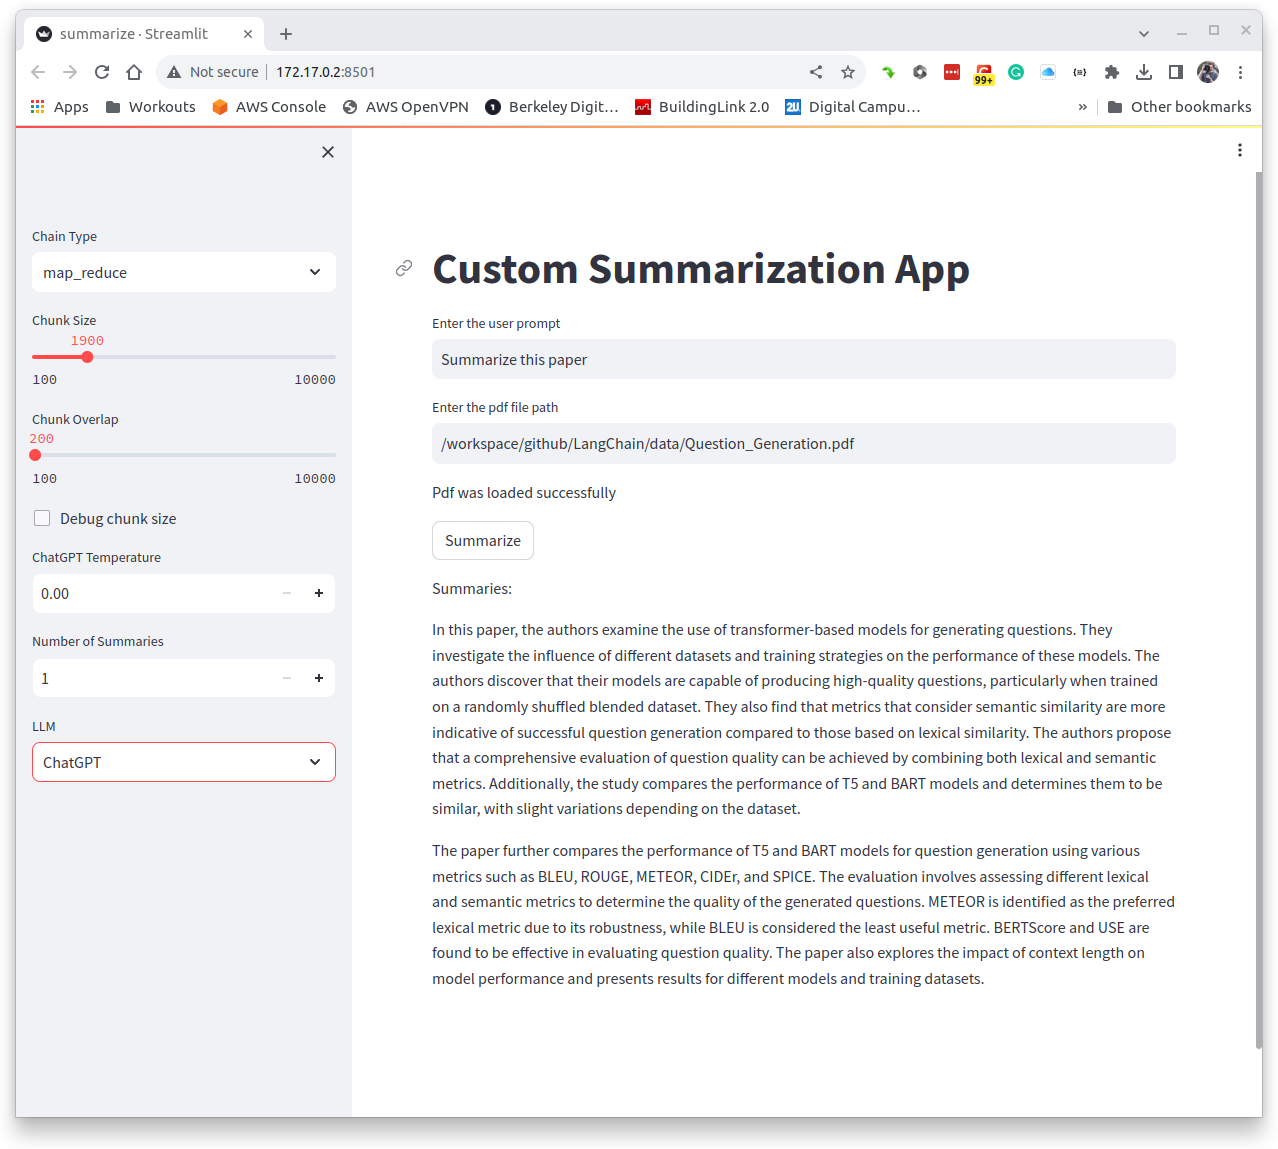 summarize · Streamlit
Not secure 172.17.0.2:8501
99+
Apps Workouts AWS Console AWS OpenVPN Berkeley Digit… BuildingLink 2.0 Digital Campu… » Other bookmarks
Chain Type
map_reduce
Chunk Size
1900
100 10000
Chunk Overlap
200
100 10000
Debug chunk size
ChatGPT Temperature
0.00
Number of Summaries
1
LLM
ChatGPT
Custom Summarization App
Enter the user prompt
Summarize this paper
Enter the pdf file path
/workspace/github/LangChain/data/Question_Generation.pdf
Pdf was loaded successfully
Summarize
Summaries:
In this paper, the authors examine the use of transformer-based models for generating questions. They
investigate the influence of different datasets and training strategies on the performance of these models. The
authors discover that their models are capable of producing high-quality questions, particularly when trained
on a randomly shuffled blended dataset. They also find that metrics that consider semantic similarity are more
indicative of successful question generation compared to those based on lexical similarity. The authors propose
that a comprehensive evaluation of question quality can be achieved by combining both lexical and semantic
metrics. Additionally, the study compares the performance of T5 and BART models and determines them to be
similar, with slight variations depending on the dataset.
The paper further compares the performance of T5 and BART models for question generation using various
metrics such as BLEU, ROUGE, METEOR, CIDEr, and SPICE. The evaluation involves assessing different lexical
and semantic metrics to determine the quality of the generated questions. METEOR is identified as the preferred
lexical metric due to its robustness, while BLEU is considered the least useful metric. BERTScore and USE are
found to be effective in evaluating question quality. The paper also explores the impact of context length on
model performance and presents results for different models and training datasets.